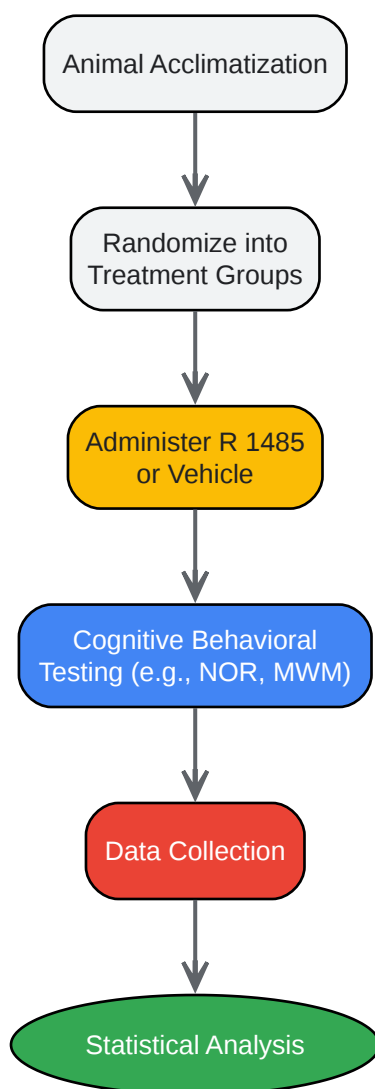 Animal Acclimatization
Randomize into
Treatment Groups
Administer R 1485
or Vehicle
Cognitive Behavioral
Testing (e.g., NOR, MWM)
Data Collection
Statistical Analysis